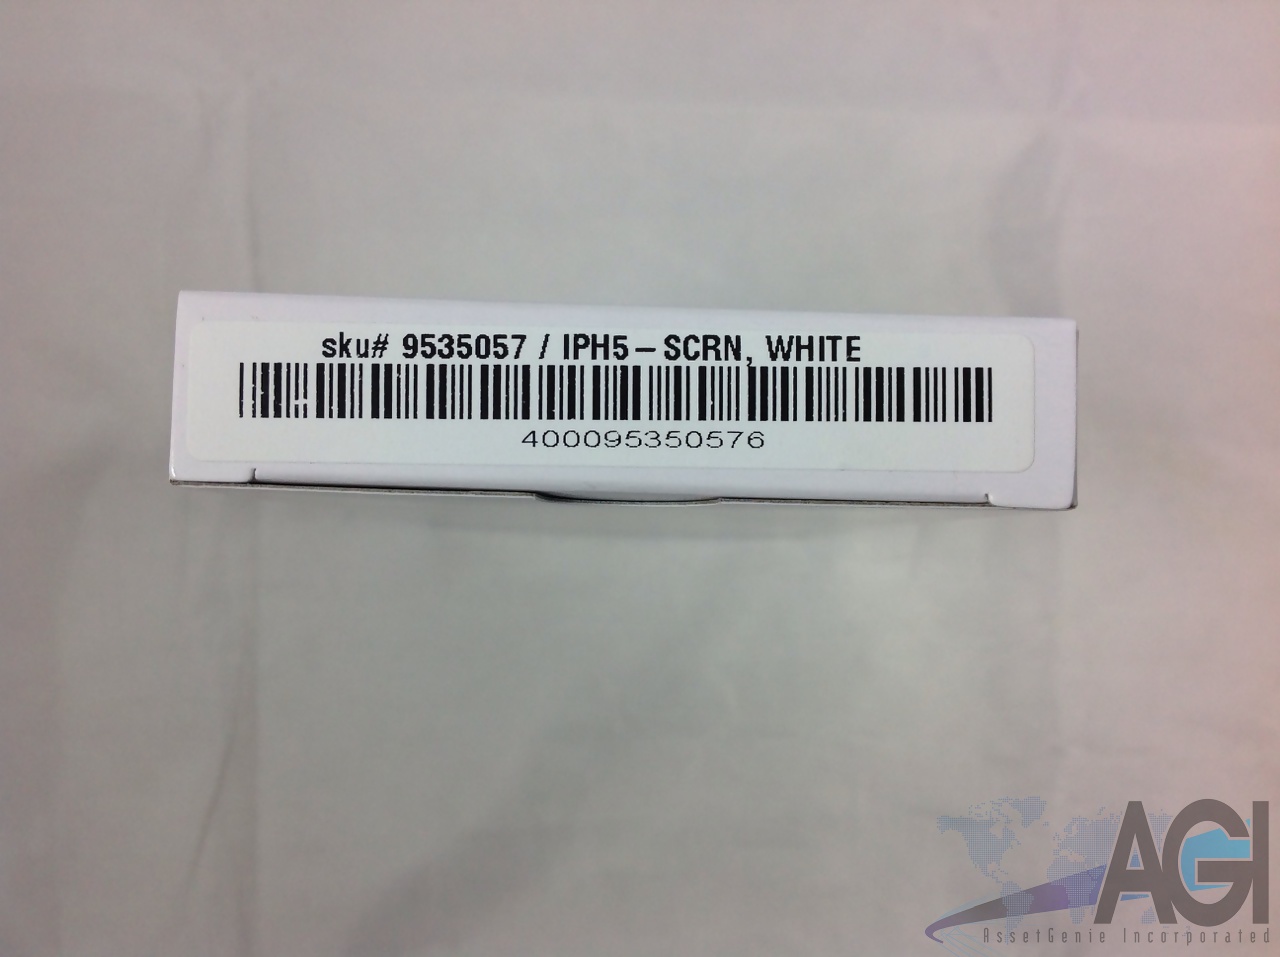 sku# 9535057 / IPH5-SCRN, WHITE
400095350576
AGI
AssetGenie Incorporated